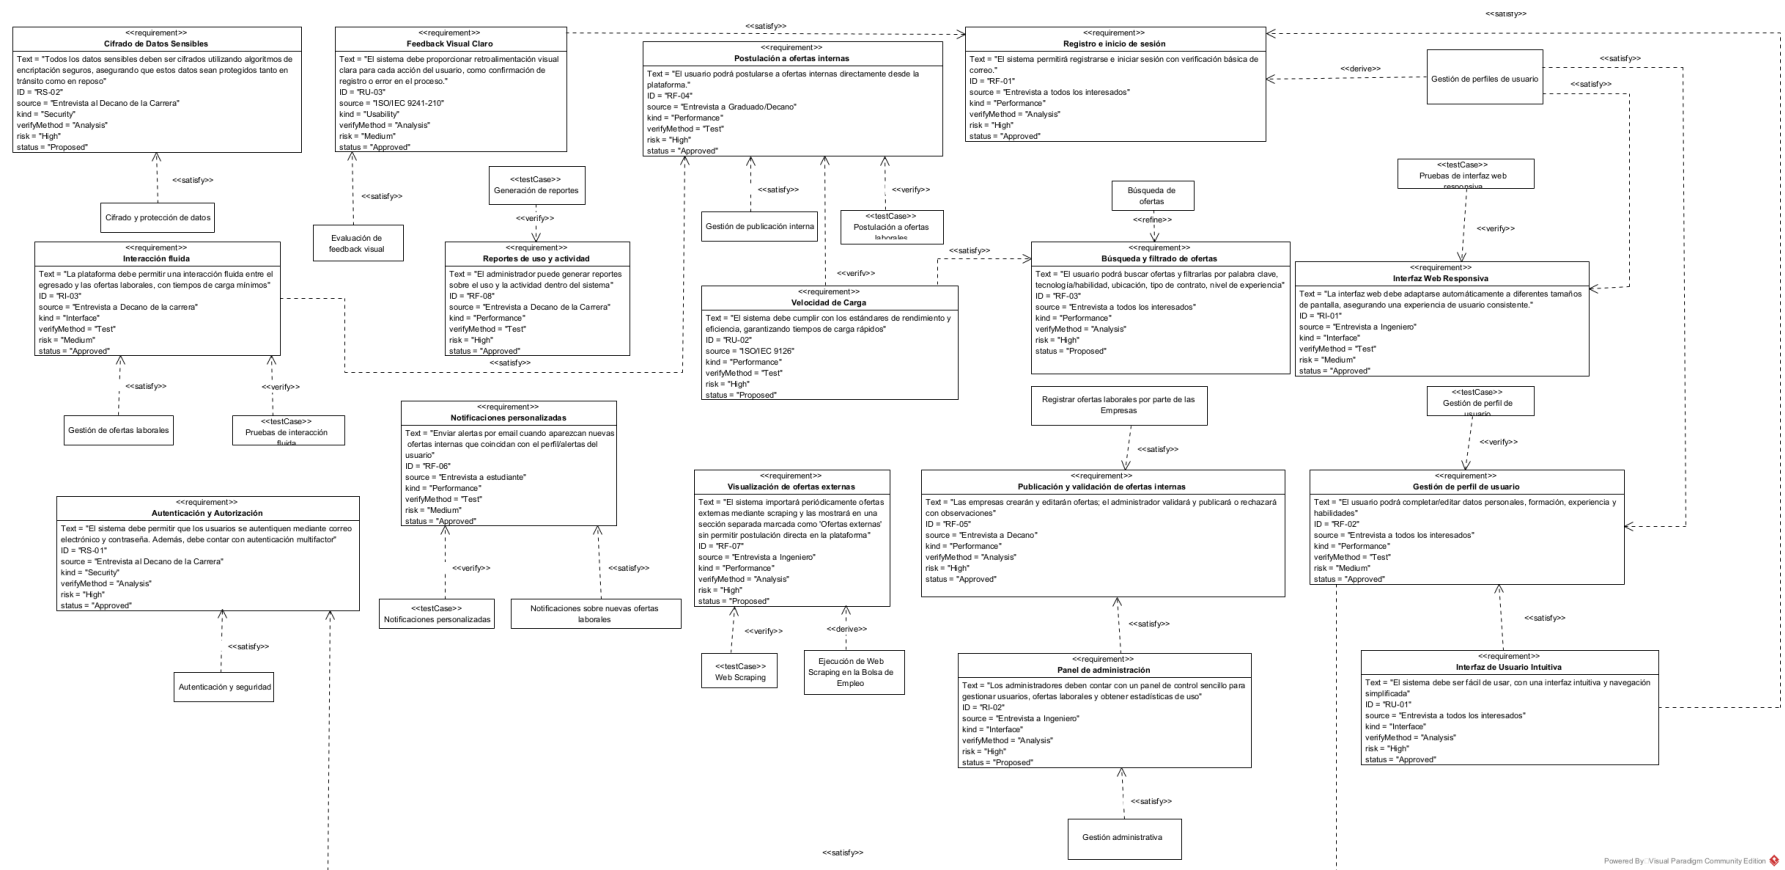 <<requirement>>
Cifrado de Datos Sensibles
Text = "Todos los datos sensibles deben ser cifrados utilizando algoritmos de
encriptación seguros, asegurando que estos datos sean protegidos tanto en
tránsito como en reposo"
ID = "RS-02"
source = "Entrevista al Decano de la Carrera"
kind = "Security"
verifyMethod = "Analysis"
risk = "High"
status = "Proposed"
<<satisfy>>
Cifrado y protección de datos
<<requirement>>
Feedback Visual Claro
Text = "El sistema debe proporcionar retroalimentación visual
clara para cada acción del usuario, como confirmación de
registro o error en el proceso."
ID = "RU-03"
source = "ISO/IEC 9241-210"
kind = "Usability"
verifyMethod = "Analysis"
risk = "Medium"
status = "Approved"
<<satisfy>>
<<satisfy>>
Evaluación de
feedback visual
<<requirement>>
Postulación a ofertas internas
Text = "El usuario podrá postularse a ofertas internas directamente desde la
plataforma."
ID = "RF-04"
source = "Entrevista a Graduado/Decano"
kind = "Performance"
verifyMethod = "Test"
risk = "High"
status = "Approved"
<<satisfy>>
Gestión de publicación interna
<<verify>>
<<testCase>>
Postulación a ofertas
laborales
<<verify>>
<<requirement>>
Registro e inicio de sesión
Text = "El sistema permitirá registrarse e iniciar sesión con verificación básica de
correo."
ID = "RF-01"
source = "Entrevista a todos los interesados"
kind = "Performance"
verifyMethod = "Analysis"
risk = "High"
status = "Approved"
<<satisfy>>
<<derive>>
Gestión de perfiles de usuario
<<satisfy>>
<<satisfy>>
<<testCase>>
Generación de reportes
<<verify>>
<<requirement>>
Reportes de uso y actividad
Text = "El administrador puede generar reportes
sobre el uso y la actividad dentro del sistema"
ID = "RF-08"
source = "Entrevista a Decano de la Carrera"
kind = "Performance"
verifyMethod = "Test"
risk = "High"
status = "Approved"
<<requirement>>
Interacción fluida
Text = "La plataforma debe permitir una interacción fluida entre el
egresado y las ofertas laborales, con tiempos de carga mínimos"
ID = "RI-03"
source = "Entrevista a Decano de la carrera"
kind = "Interface"
verifyMethod = "Test"
risk = "Medium"
status = "Approved"
<<satisfy>>
<<satisfy>>
Gestión de ofertas laborales
<<verify>>
<<testCase>>
Pruebas de interacción
fluida
<<requirement>>
Velocidad de Carga
Text = "El sistema debe cumplir con los estándares de rendimiento y
eficiencia, garantizando tiempos de carga rápidos"
ID = "RU-02"
source = "ISO/IEC 9126"
kind = "Performance"
verifyMethod = "Test"
risk = "High"
status = "Proposed"
<<satisfy>>
Búsqueda de
ofertas
<<refine>>
<<requirement>>
Búsqueda y filtrado de ofertas
Text = "El usuario podrá buscar ofertas y filtrarlas por palabra clave,
tecnología/habilidad, ubicación, tipo de contrato, nivel de experiencia"
ID = "RF-03"
source = "Entrevista a todos los interesados"
kind = "Performance"
verifyMethod = "Analysis"
risk = "High"
status = "Proposed"
<<testCase>>
Pruebas de interfaz web
responsiva
<<verify>>
<<requirement>>
Interfaz Web Responsiva
Text = "La interfaz web debe adaptarse automáticamente a diferentes tamaños
de pantalla, asegurando una experiencia de usuario consistente."
ID = "RI-01"
source = "Entrevista a Ingeniero"
kind = "Interface"
verifyMethod = "Test"
risk = "Medium"
status = "Approved"
<<requirement>>
Notificaciones personalizadas
Text = "Enviar alertas por email cuando aparezcan nuevas
ofertas internas que coincidan con el perfil/alertas del
usuario"
ID = "RF-06"
source = "Entrevista a estudiante"
kind = "Performance"
verifyMethod = "Test"
risk = "Medium"
status = "Approved"
<<verify>>
<<testCase>>
Notificaciones personalizadas
<<satisfy>>
Notificaciones sobre nuevas ofertas
laborales
<<requirement>>
Autenticación y Autorización
Text = "El sistema debe permitir que los usuarios se autentiquen mediante correo
electrónico y contraseña. Además, debe contar con autenticación multifactor"
ID = "RS-01"
source = "Entrevista al Decano de la Carrera"
kind = "Security"
verifyMethod = "Analysis"
risk = "High"
status = "Approved"
<<satisfy>>
Autenticación y seguridad
<<requirement>>
Visualización de ofertas externas
Text = "El sistema importará periódicamente ofertas
externas mediante scraping y las mostrará en una
sección separada marcada como 'Ofertas externas'
sin permitir postulación directa en la plataforma"
ID = "RF-07"
source = "Entrevista a Ingeniero"
kind = "Performance"
verifyMethod = "Analysis"
risk = "High"
status = "Proposed"
<<verify>>
<<testCase>>
Web Scraping
<<derive>>
Ejecución de Web
Scraping en la Bolsa de
Empleo
Registrar ofertas laborales por parte de las
Empresas
<<satisfy>>
<<requirement>>
Publicación y validación de ofertas internas
Text = "Las empresas crearán y editarán ofertas; el administrador validará y publicará o rechazará
con observaciones"
ID = "RF-05"
source = "Entrevista a Decano"
kind = "Performance"
verifyMethod = "Analysis"
risk = "High"
status = "Approved"
<<satisfy>>
<<requirement>>
Panel de administración
Text = "Los administradores deben contar con un panel de control sencillo para
gestionar usuarios, ofertas laborales y obtener estadísticas de uso"
ID = "RI-02"
source = "Entrevista a Ingeniero"
kind = "Interface"
verifyMethod = "Analysis"
risk = "High"
status = "Proposed"
<<satisfy>>
Gestión administrativa
<<testCase>>
Gestión de perfil de
usuario
<<verify>>
<<requirement>>
Gestión de perfil de usuario
Text = "El usuario podrá completar/editar datos personales, formación, experiencia y
habilidades"
ID = "RF-02"
source = "Entrevista a todos los interesados"
kind = "Performance"
verifyMethod = "Test"
risk = "Medium"
status = "Approved"
<<satisfy>>
<<requirement>>
Interfaz de Usuario Intuitiva
Text = "El sistema debe ser fácil de usar, con una interfaz intuitiva y navegación
simplificada"
ID = "RU-01"
source = "Entrevista a todos los interesados"
kind = "Interface"
verifyMethod = "Analysis"
risk = "High"
status = "Approved"
<<satisfy>>
Powered By Visual Paradigm Community Edition